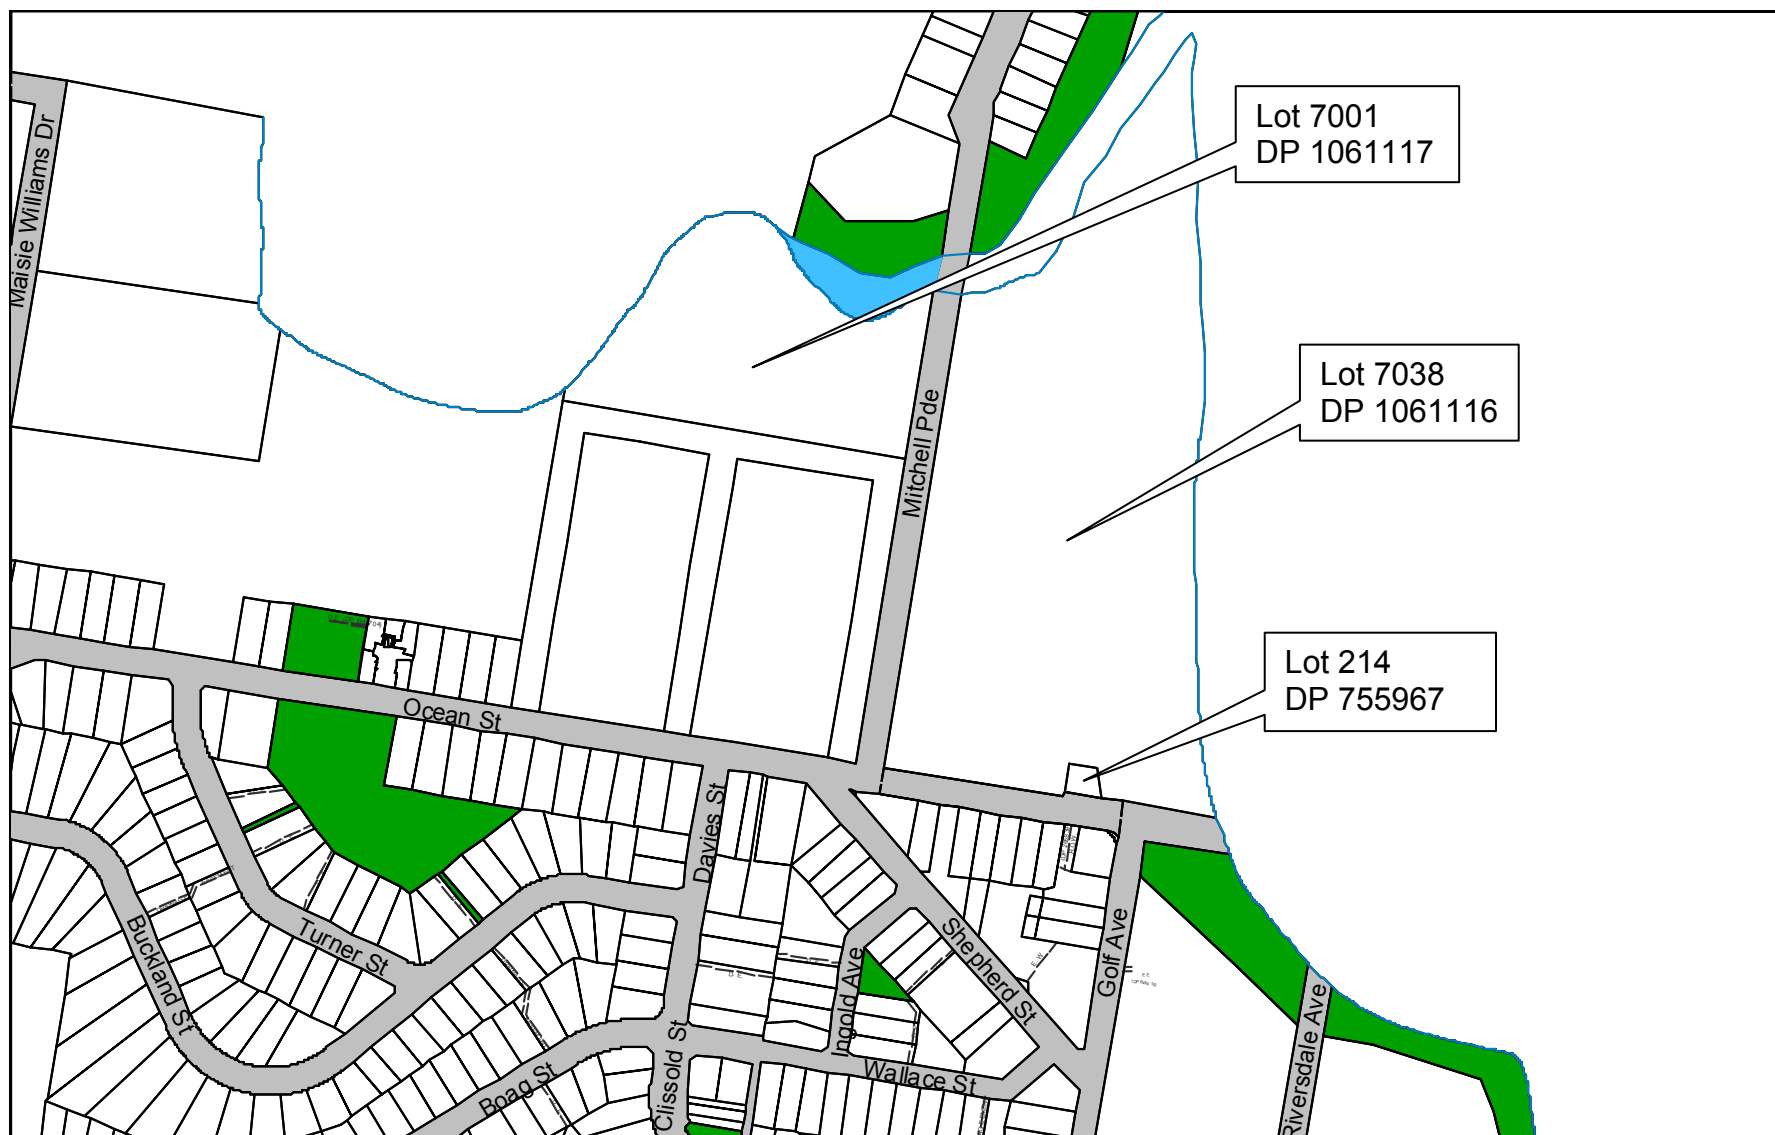 Lot 7001
DP 1061117
Maisie Williams Dr
Lot 7038
DP 1061116
Mitchell Pde
Lot 214
DP 755967
Ocean St
Davies St
Turner St
Buckland St
Shepherd St
Golf Ave
Ingold Ave
Riversdale Ave
Wallace St
Boag St
Clissold St